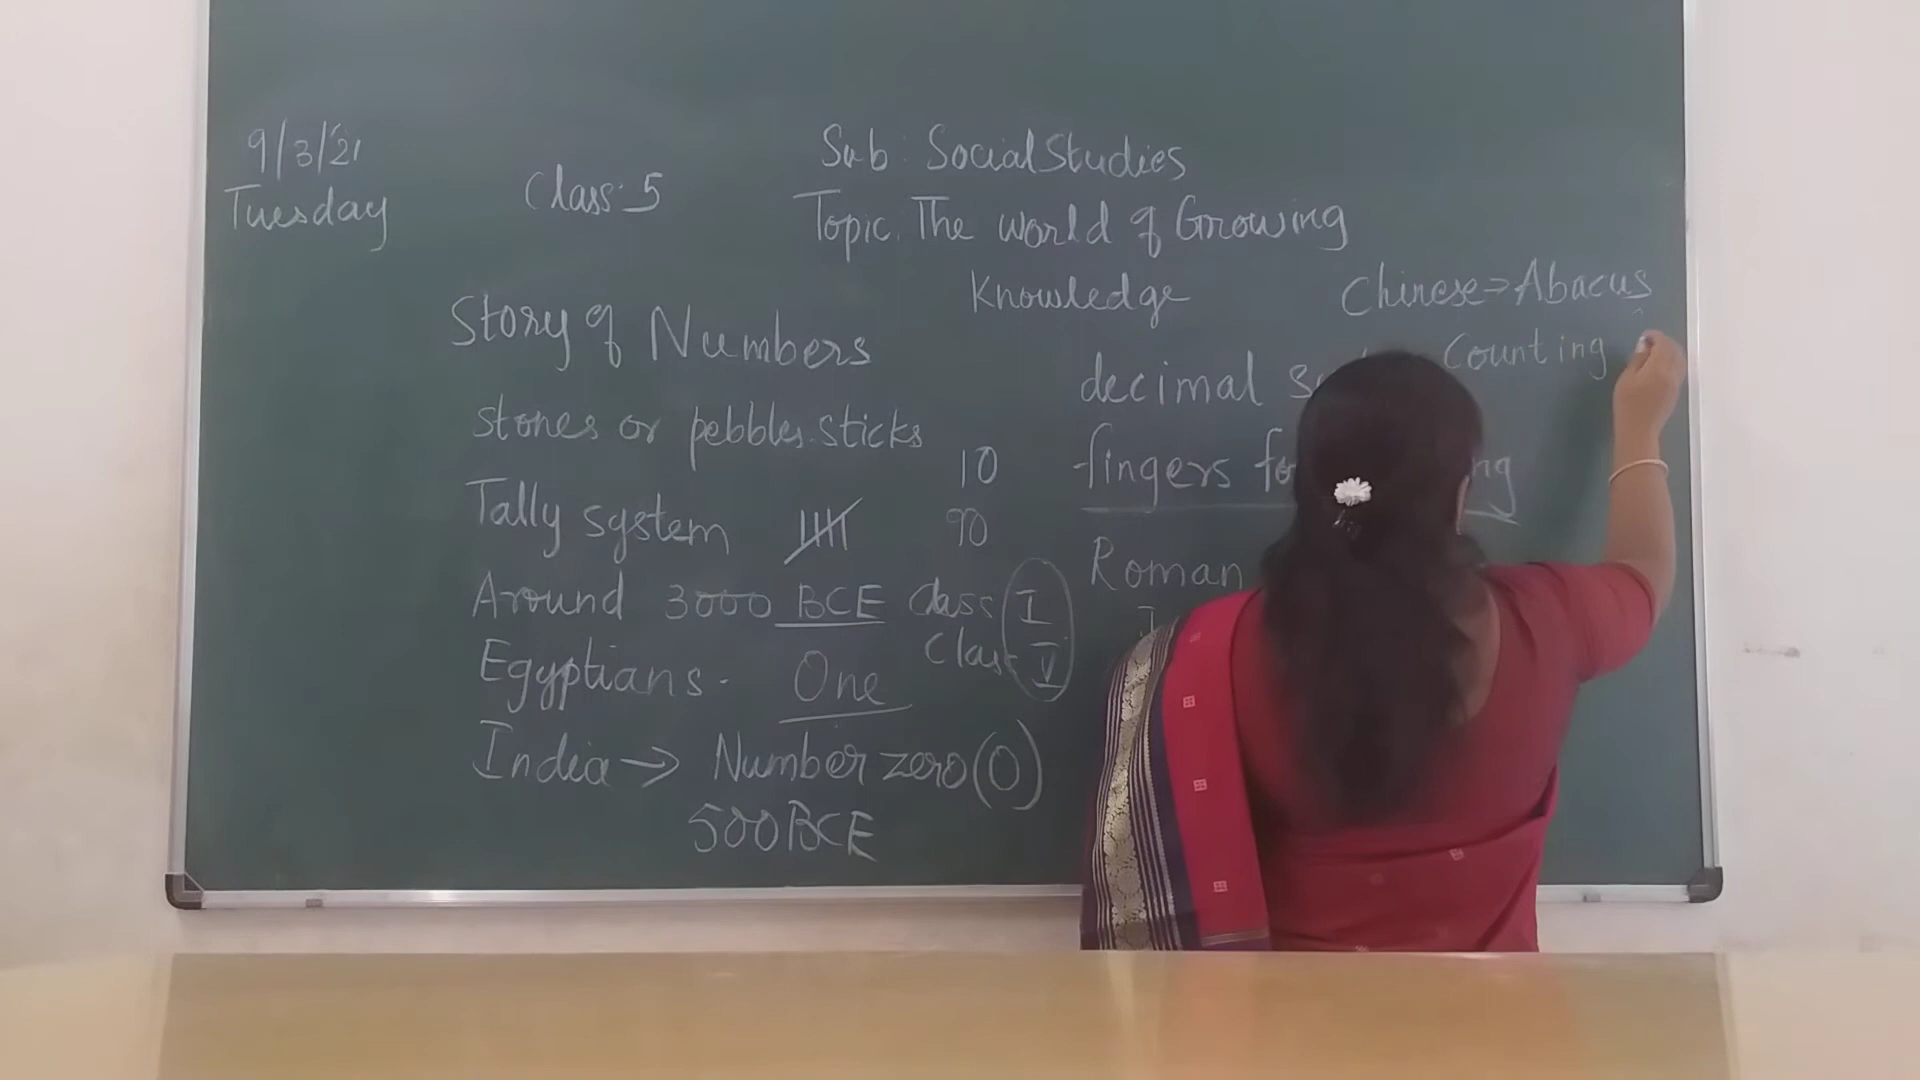 9/3/21
Tuesday
Class: 5
Sub: Social Studies
Topic. The world of Growing
Knowledge
Story of Numbers
stones or pebbles. sticks
Tally system
Around 3000 BCE
Egyptians - One
India → Number zero (0)
500 BCE
10
90
Class I
Class V
Chinese ⇒ Abacus
Counting
decimal
fingers
Roman